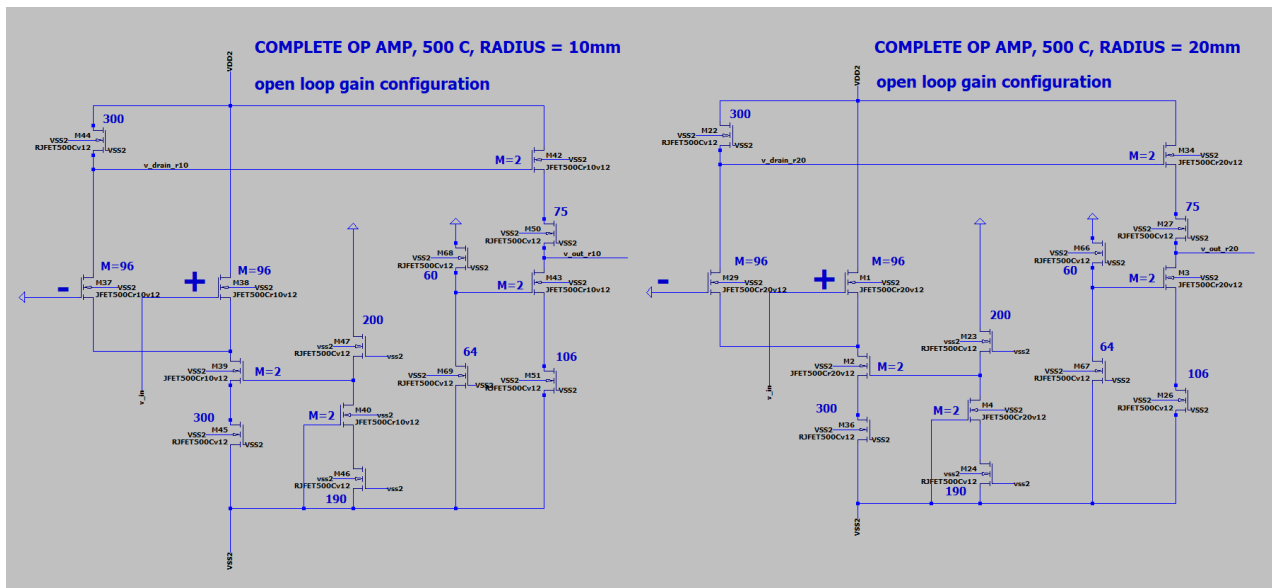 COMPLETE OP AMP, 500 C, RADIUS = 10mm
open loop gain configuration
VDD2
300
M44
VSS2
RJFET500Cv12
VSS2
v_drain_r10
M=2
M42
VSS2
JFET500Cr10v12
75
M50
VSS2
RJFET500Cv12
VSS2
v_out_r10
M68
VSS2
RJFET500Cv12
VSS2
60
M=96
-
M37
VSS2
JFET500Cr10v12
+
M=96
M38
VSS2
JFET500Cr10v12
M=2
M43
VSS2
JFET500Cr10v12
200
M47
vss2
RJFET500Cv12
vss2
M39
VSS2
JFET500Cr10v12
M=2
64
M69
VSS2
RJFET500Cv12
VSS2
106
M51
VSS2
RJFET500Cv12
VSS2
v_in
M=2
M40
vss2
JFET500Cr10v12
300
M45
VSS2
RJFET500Cv12
VSS2
M46
vss2
RJFET500Cv12
vss2
190
VSS2
COMPLETE OP AMP, 500 C, RADIUS = 20mm
open loop gain configuration
VDD2
300
M22
VSS2
RJFET500Cv12
VSS2
v_drain_r20
M=2
M34
VSS2
JFET500Cr20v12
75
M27
VSS2
RJFET500Cv12
VSS2
v_out_r20
M66
VSS2
RJFET500Cv12
VSS2
60
M=96
-
M29
VSS2
JFET500Cr20v12
+
M=96
M1
VSS2
JFET500Cr20v12
M=2
M3
VSS2
JFET500Cr20v12
200
M23
vss2
RJFET500Cv12
vss2
M2
VSS2
JFET500Cr20v12
M=2
64
M67
VSS2
RJFET500Cv12
VSS2
106
M26
VSS2
RJFET500Cv12
VSS2
v_in
M=2
M4
VSS2
JFET500Cr20v12
300
M36
VSS2
RJFET500Cv12
VSS2
M24
vss2
RJFET500Cv12
vss2
190
VSS2